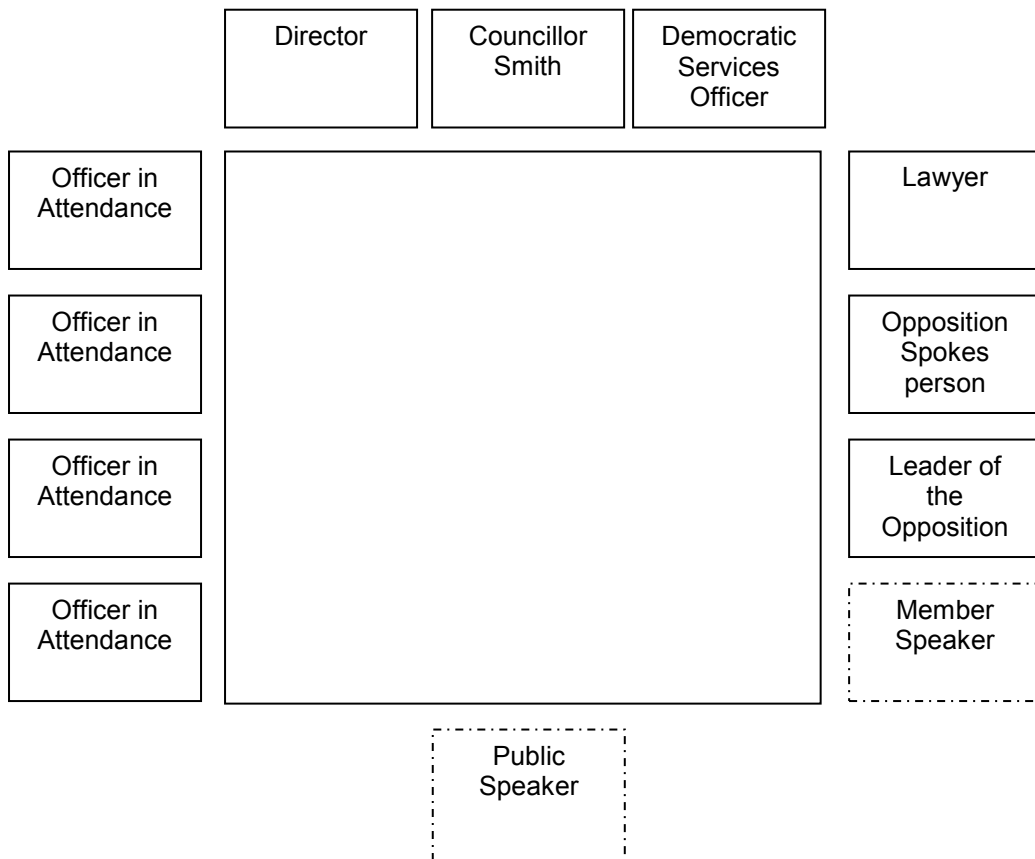 Director
Councillor
Smith
Democratic
Services
Officer
Officer in
Attendance
Lawyer
Officer in
Attendance
Opposition
Spokes
person
Officer in
Attendance
Leader of
the
Opposition
Officer in
Attendance
Member
Speaker
Public
Speaker